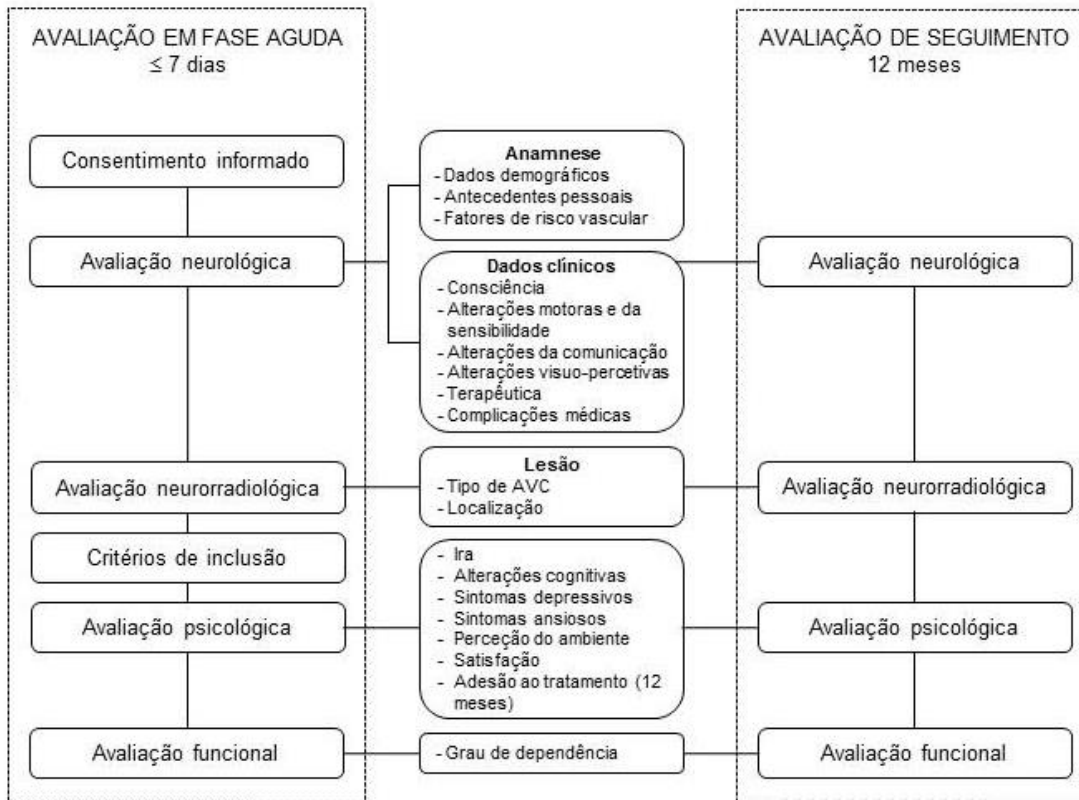 AVALIAÇÃO EM FASE AGUDA
≤ 7 dias
Consentimento informado
Avaliação neurológica
Avaliação neurorradiológica
Critérios de inclusão
Avaliação psicológica
Avaliação funcional
Anamnese
- Dados demográficos
- Antecedentes pessoais
- Fatores de risco vascular
Dados clínicos
- Consciência
- Alterações motoras e da
sensibilidade
- Alterações da comunicação
- Alterações visuo-percetivas
- Terapêutica
- Complicações médicas
Lesão
- Tipo de AVC
- Localização
- Ira
- Alterações cognitivas
- Sintomas depressivos
- Sintomas ansiosos
- Perceção do ambiente
- Satisfação
- Adesão ao tratamento (12
meses)
- Grau de dependência
AVALIAÇÃO DE SEGUIMENTO
12 meses
Avaliação neurológica
Avaliação neurorradiológica
Avaliação psicológica
Avaliação funcional